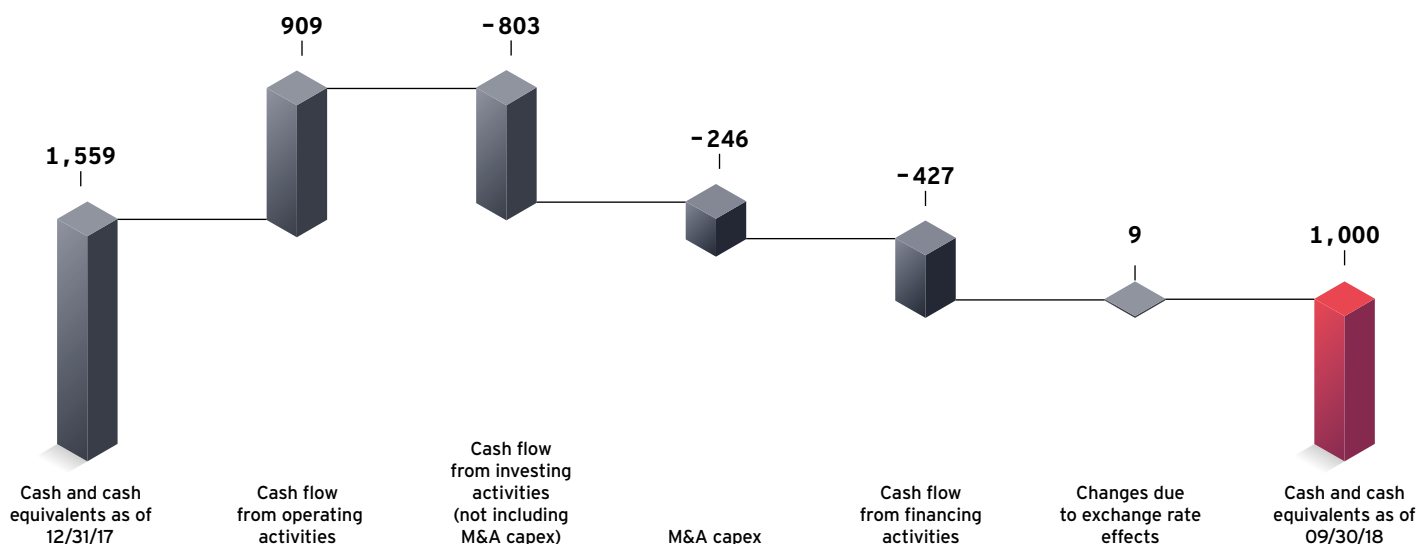 909
-803
1,559
-246
-427
9
1,000
Cash and cash
equivalents as of
12/31/17
Cash flow
from operating
activities
Cash flow
from investing
activities
(not including
M&A capex)
M&A capex
Cash flow
from financing
activities
Changes due
to exchange rate
effects
Cash and cash
equivalents as of
09/30/18